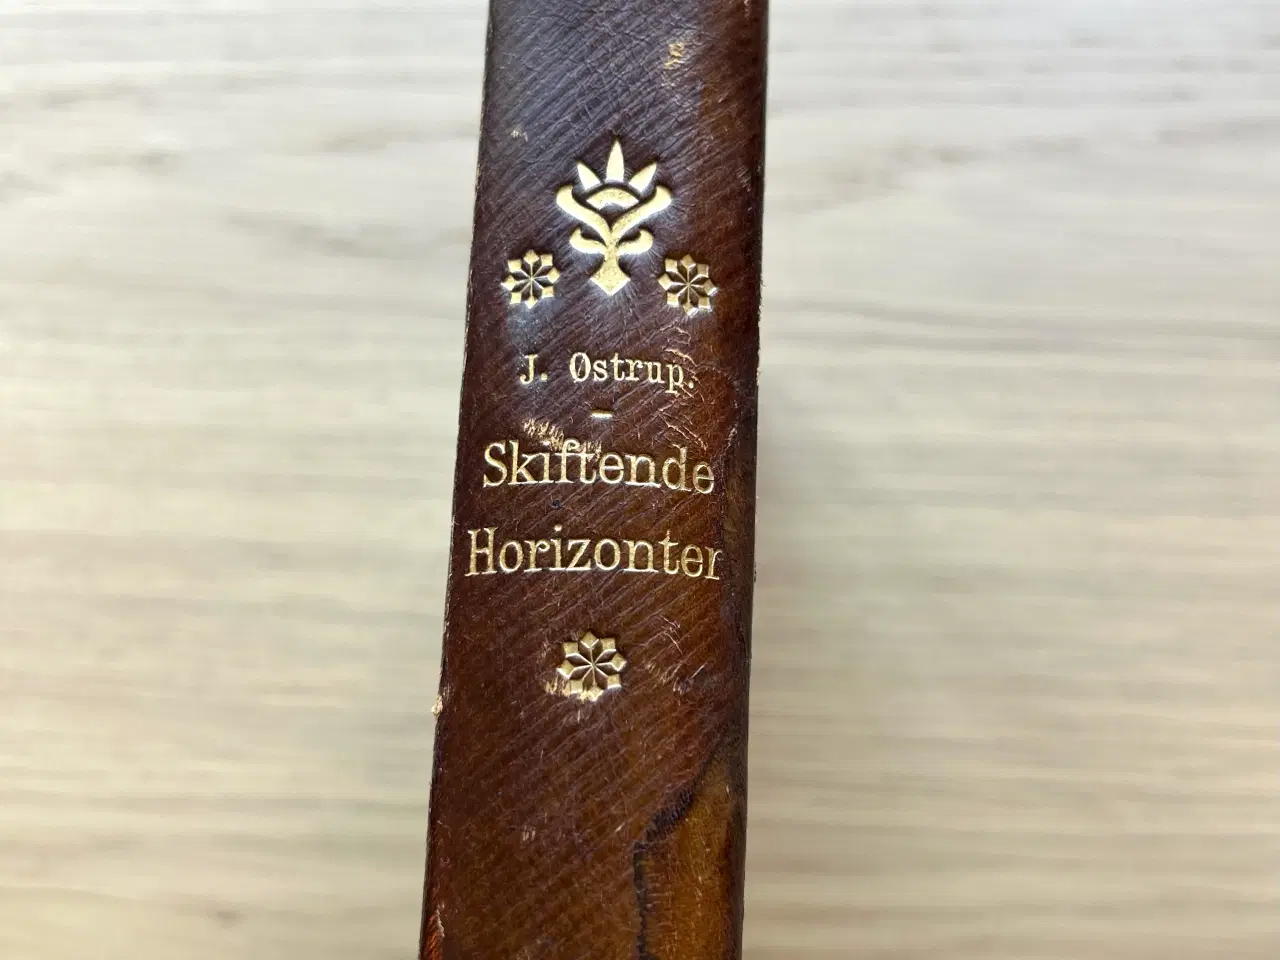 J. Østrup.
-
Skiftende
Horizonter